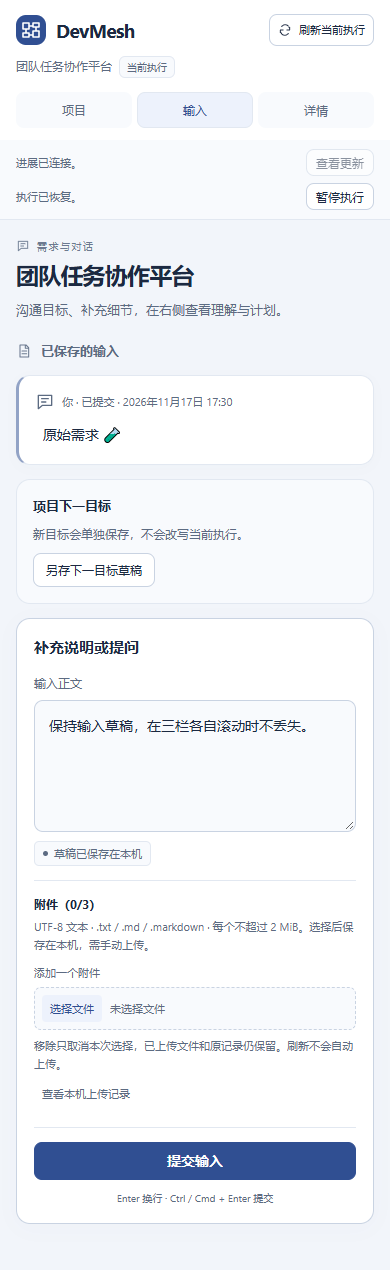 DevMesh
刷新当前执行
团队任务协作平台 当前执行
项目 输入 详情
进展已连接。 查看更新
执行已恢复。 暂停执行
需求与对话
团队任务协作平台
沟通目标、补充细节，在右侧查看理解与计划。
已保存的输入
你 · 已提交 · 2026年11月17日 17:30
原始需求 🧪
项目下一目标
新目标会单独保存，不会改写当前执行。
另存下一目标草稿
补充说明或提问
输入正文
保持输入草稿，在三栏各自滚动时不丢失。
草稿已保存在本机
附件（0/3）
UTF-8 文本 · .txt / .md / .markdown · 每个不超过 2 MiB。选择后保
存在本机，需手动上传。
添加一个附件
选择文件 未选择文件
移除只取消本次选择，已上传文件和原记录仍保留。刷新不会自动
上传。
查看本机上传记录
提交输入
Enter 换行 · Ctrl / Cmd + Enter 提交